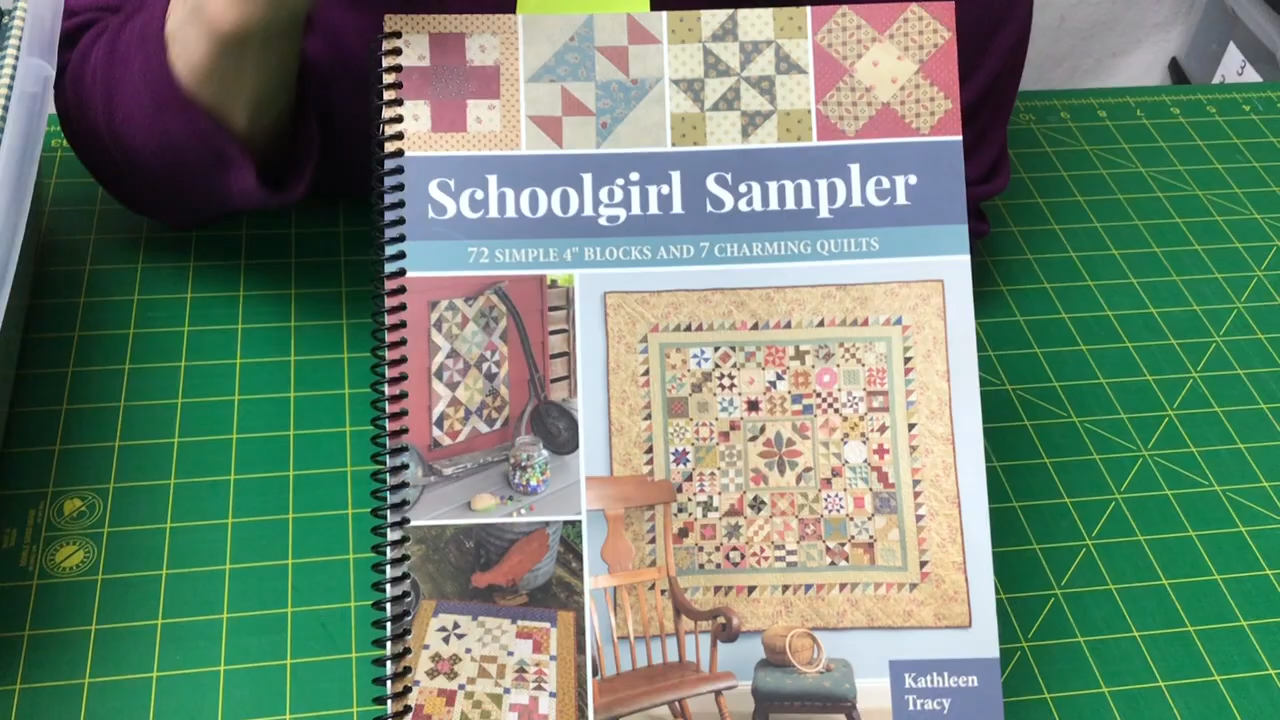 Schoolgirl Sampler
72 SIMPLE 4" BLOCKS AND 7 CHARMING QUILTS
Kathleen
Tracy